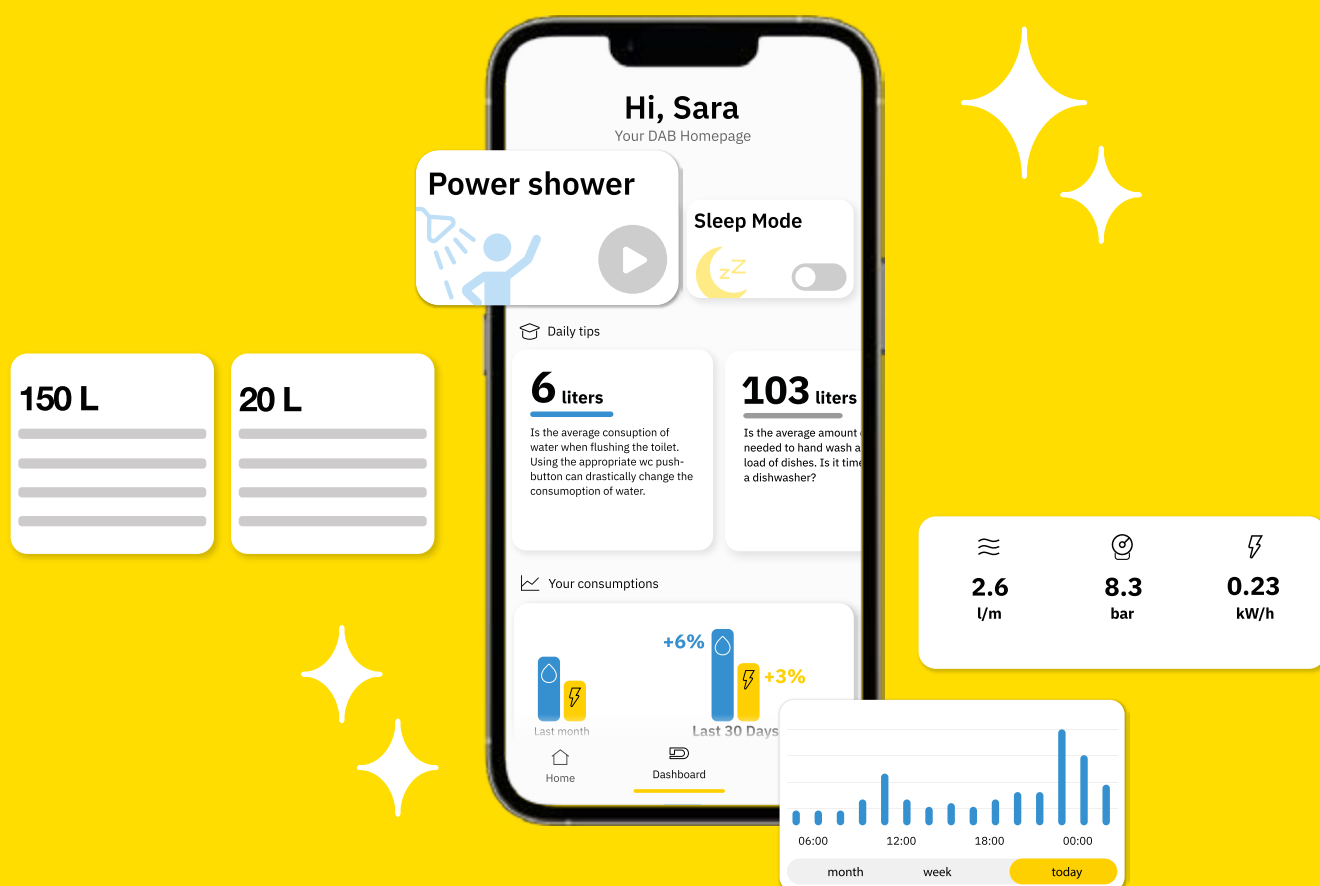 Hi, Sara
Your DAB Homepage
Power shower
Sleep Mode
zZ
Daily tips
150 L
20 L
6 liters
Is the average consuption of
water when flushing the toilet.
Using the appropriate wc push-
button can drastically change the
consumoption of water.
103 liters
Is the average amount
needed to hand wash a
load of dishes. Is it time
a dishwasher?
2.6
l/m
8.3
bar
0.23
kW/h
Your consumptions
+6%
+3%
Last month
Last 30 Days
Home
Dashboard
06:00
12:00
18:00
00:00
month
week
today